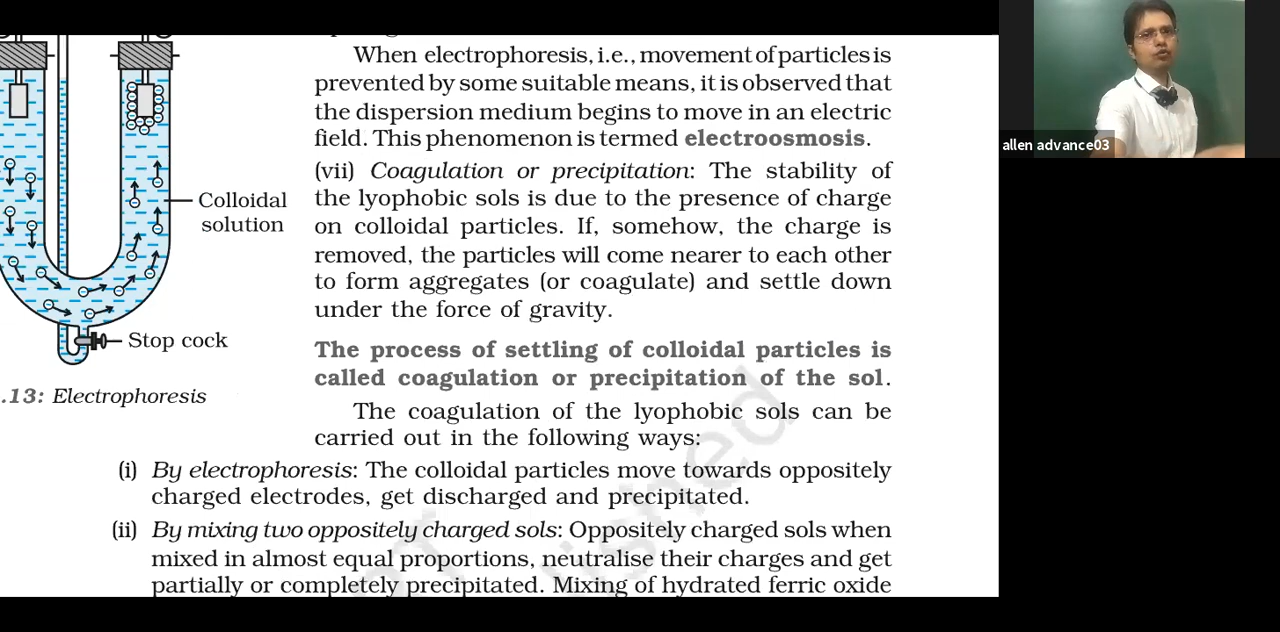 When electrophoresis, i.e., movement of particles is
prevented by some suitable means, it is observed that
the dispersion medium begins to move in an electric
field. This phenomenon is termed electroosmosis.
(vii) Coagulation or precipitation: The stability of
the lyophobic sols is due to the presence of charge
on colloidal particles. If, somehow, the charge is
removed, the particles will come nearer to each other
to form aggregates (or coagulate) and settle down
under the force of gravity.
The process of settling of colloidal particles is
called coagulation or precipitation of the sol.
The coagulation of the lyophobic sols can be
carried out in the following ways:
(i) By electrophoresis: The colloidal particles move towards oppositely
charged electrodes, get discharged and precipitated.
(ii) By mixing two oppositely charged sols: Oppositely charged sols when
mixed in almost equal proportions, neutralise their charges and get
partially or completely precipitated. Mixing of hydrated ferric oxide
Colloidal
solution
Stop cock
.13: Electrophoresis
allen advance03